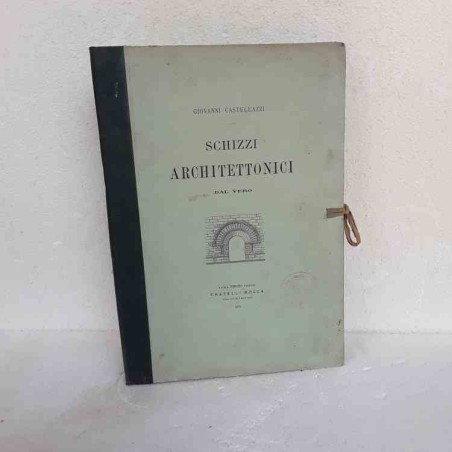 GIOVANNI CASTELLAZZI
SCHIZZI
ARCHITETTONICI
DAL VERO
FRATELLI BOCCA